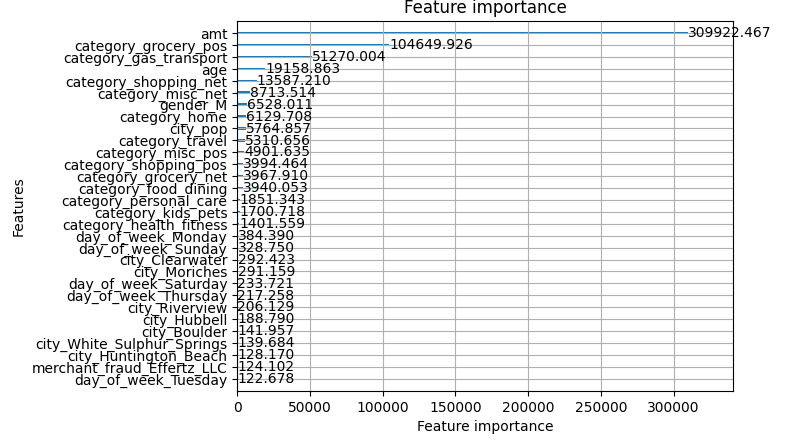 Feature importance
amt 309922.467
category_grocery_pos 104649.926
category_gas_transport 51270.004
age 19158.863
category_shopping_net 13587.210
category_misc_net 8713.514
gender_M 6528.011
category_home 6129.708
city_pop 5764.857
category_travel 5310.656
category_misc_pos 4901.635
category_shopping_pos 3994.464
category_grocery_net 3967.910
category_food_dining 3940.053
category_personal_care 1851.343
category_kids_pets 1700.718
category_health_fitness 1401.559
day_of_week_Monday 384.390
day_of_week_Sunday 328.750
city_Clearwater 292.423
city_Moriches 291.159
day_of_week_Saturday 233.721
day_of_week_Thursday 217.258
city_Riverview 206.129
city_Hubbell 188.790
city_Boulder 141.957
city_White_Sulphur_Springs 139.684
city_Huntington_Beach 128.170
merchant_fraud_Effertz_LLC 124.102
day_of_week_Tuesday 122.678
Features
0 50000 100000 150000 200000 250000 300000
Feature importance